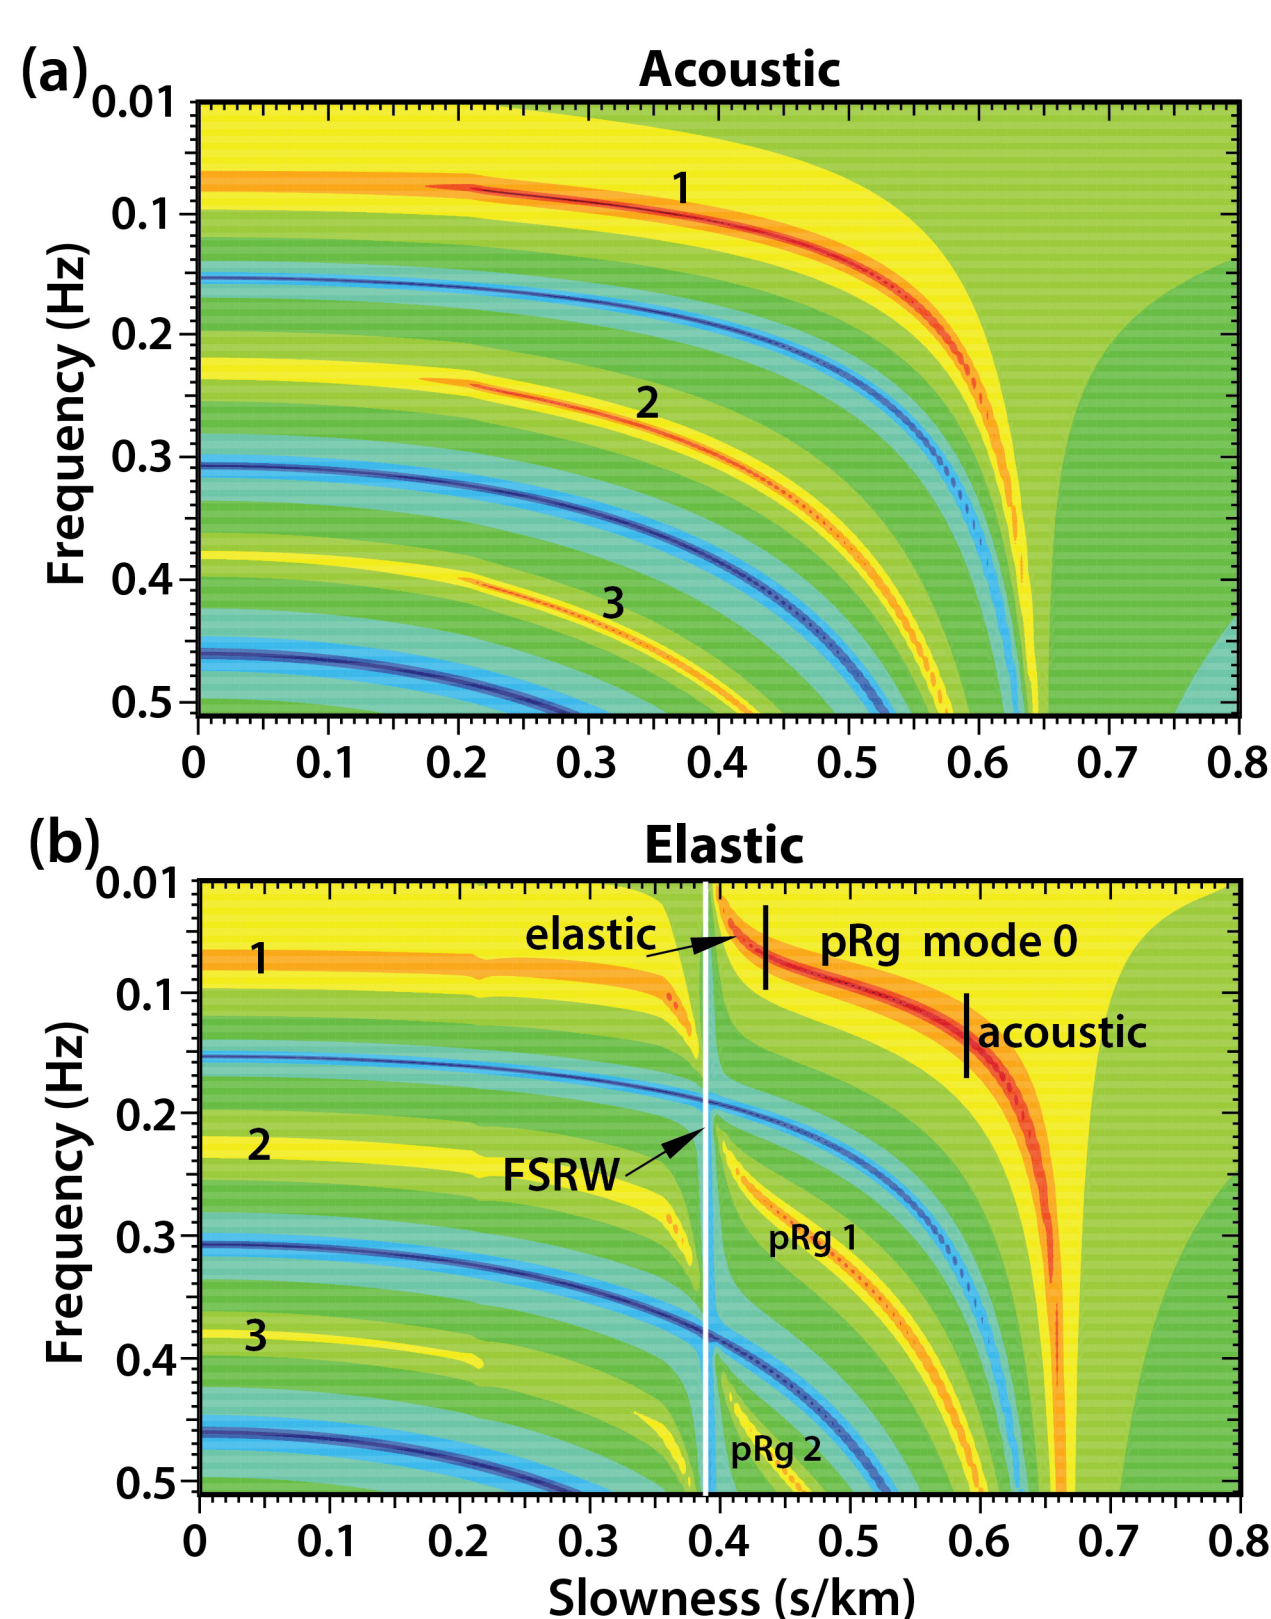 (a)
Acoustic
0.01
0.1
0.2
0.3
0.4
0.5
Frequency (Hz)
1
2
3
0 0.1 0.2 0.3 0.4 0.5 0.6 0.7 0.8
(b)
Elastic
0.01
0.1
0.2
0.3
0.4
0.5
Frequency (Hz)
elastic
pRg mode 0
1
acoustic
2
FSRW
pRg 1
3
pRg 2
0 0.1 0.2 0.3 0.4 0.5 0.6 0.7 0.8
Slowness (s/km)